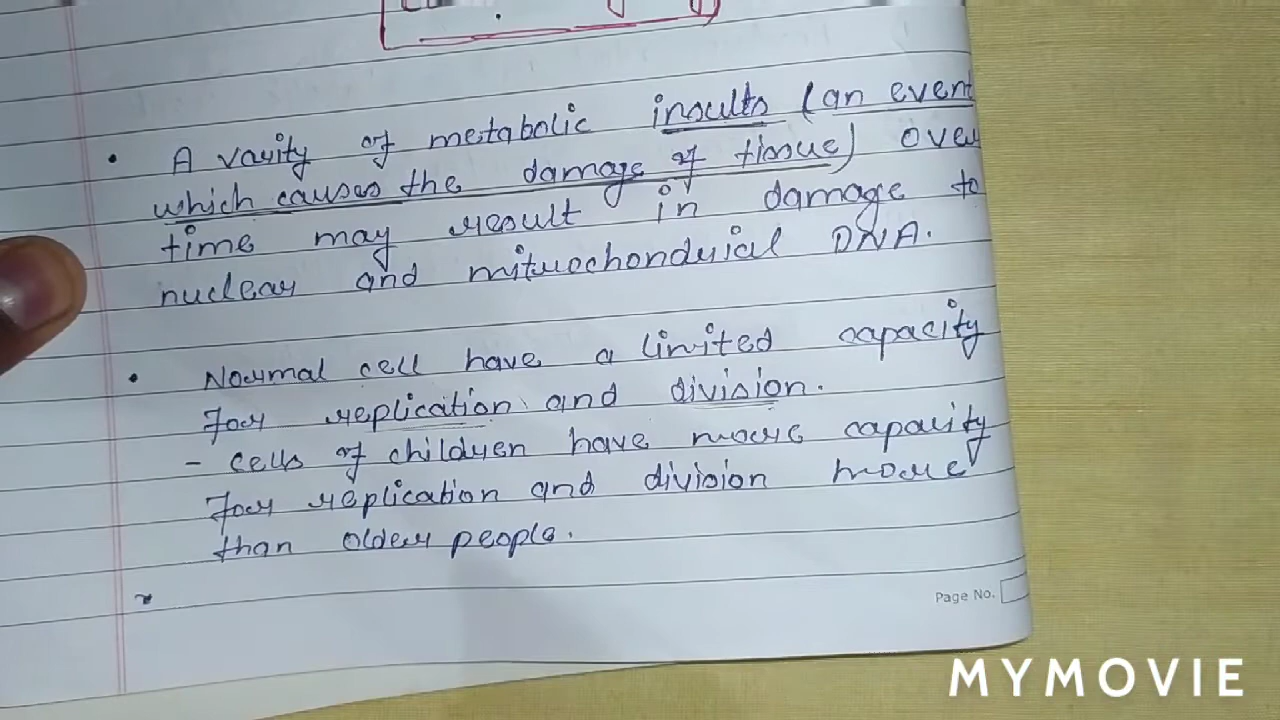 • A varity of metabolic insults (an event
which causes the damage of tissue) over
time may result in damage to
nuclear and mitrochondrial DNA.
• Normal cell have a limited capacity
for replication and division.
- cells of children have more capacity
for replication and division more
than older people.
Page No.
MYMOVIE